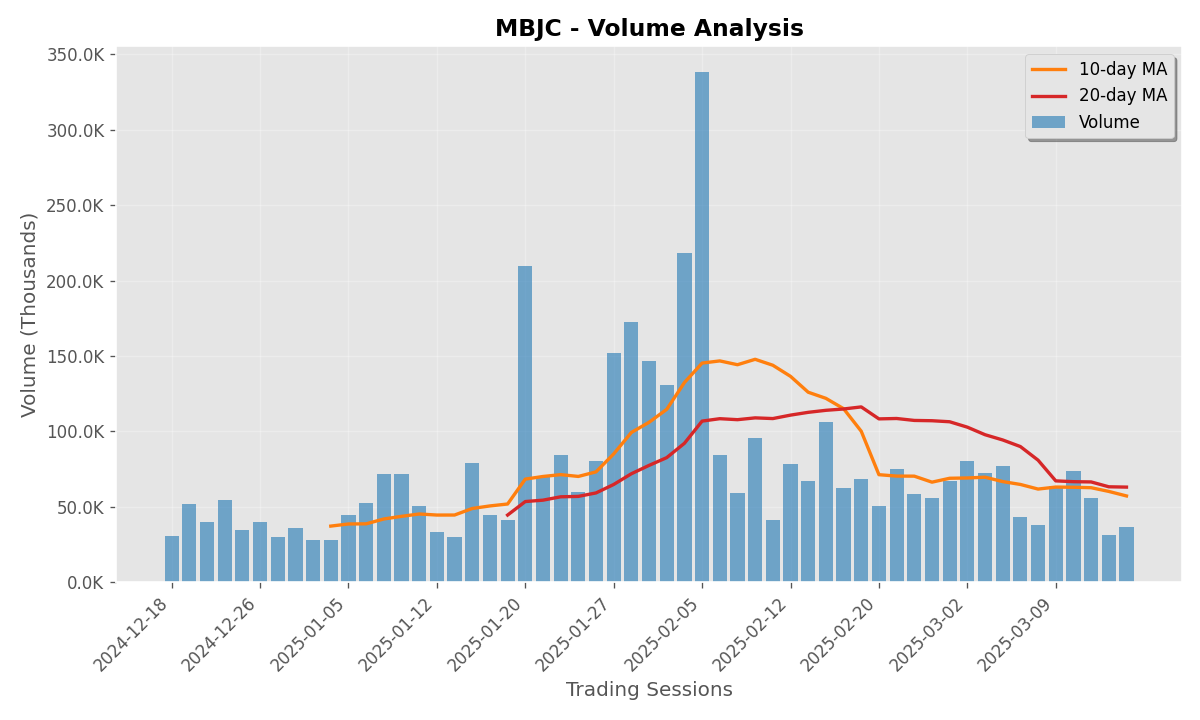 MBJC - Volume Analysis
10-day MA
20-day MA
Volume
Volume (Thousands)
350.0K
300.0K
250.0K
200.0K
150.0K
100.0K
50.0K
0.0K
2024-12-18
2024-12-26
2025-01-05
2025-01-12
2025-01-20
2025-01-27
2025-02-05
2025-02-12
2025-02-20
2025-03-02
2025-03-09
Trading Sessions